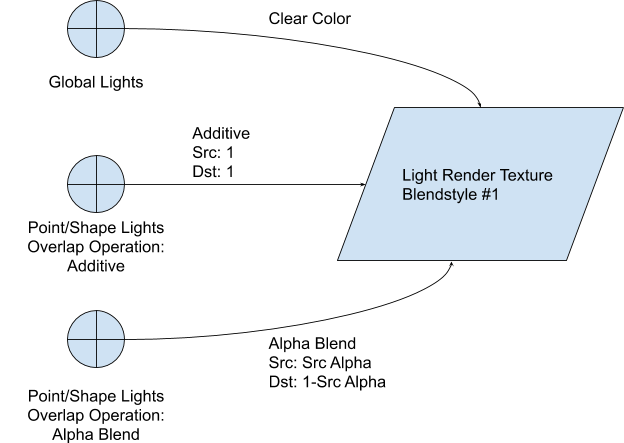 Clear Color
Global Lights
Additive
Src: 1
Dst: 1
Light Render Texture
Blendstyle #1
Point/Shape Lights
Overlap Operation:
Additive
Alpha Blend
Src: Src Alpha
Dst: 1-Src Alpha
Point/Shape Lights
Overlap Operation:
Alpha Blend